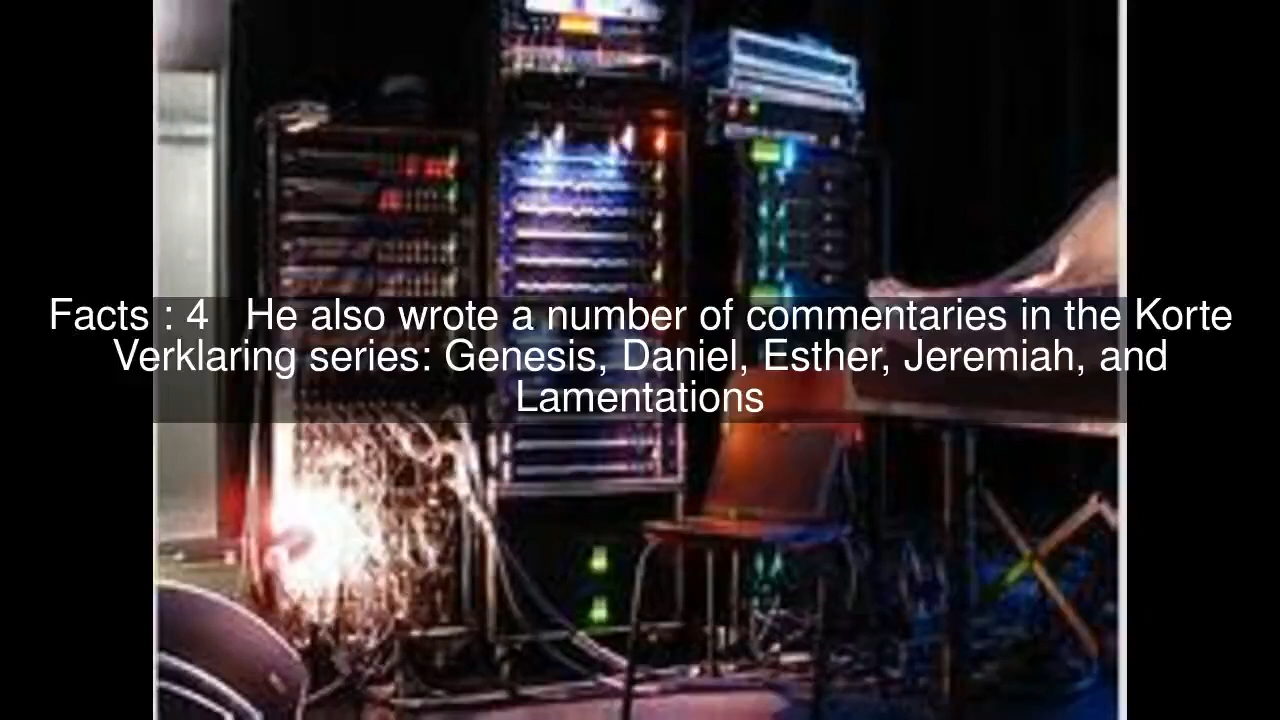 Facts : 4   He also wrote a number of commentaries in the Korte
Verklaring series: Genesis, Daniel, Esther, Jeremiah, and
Lamentations